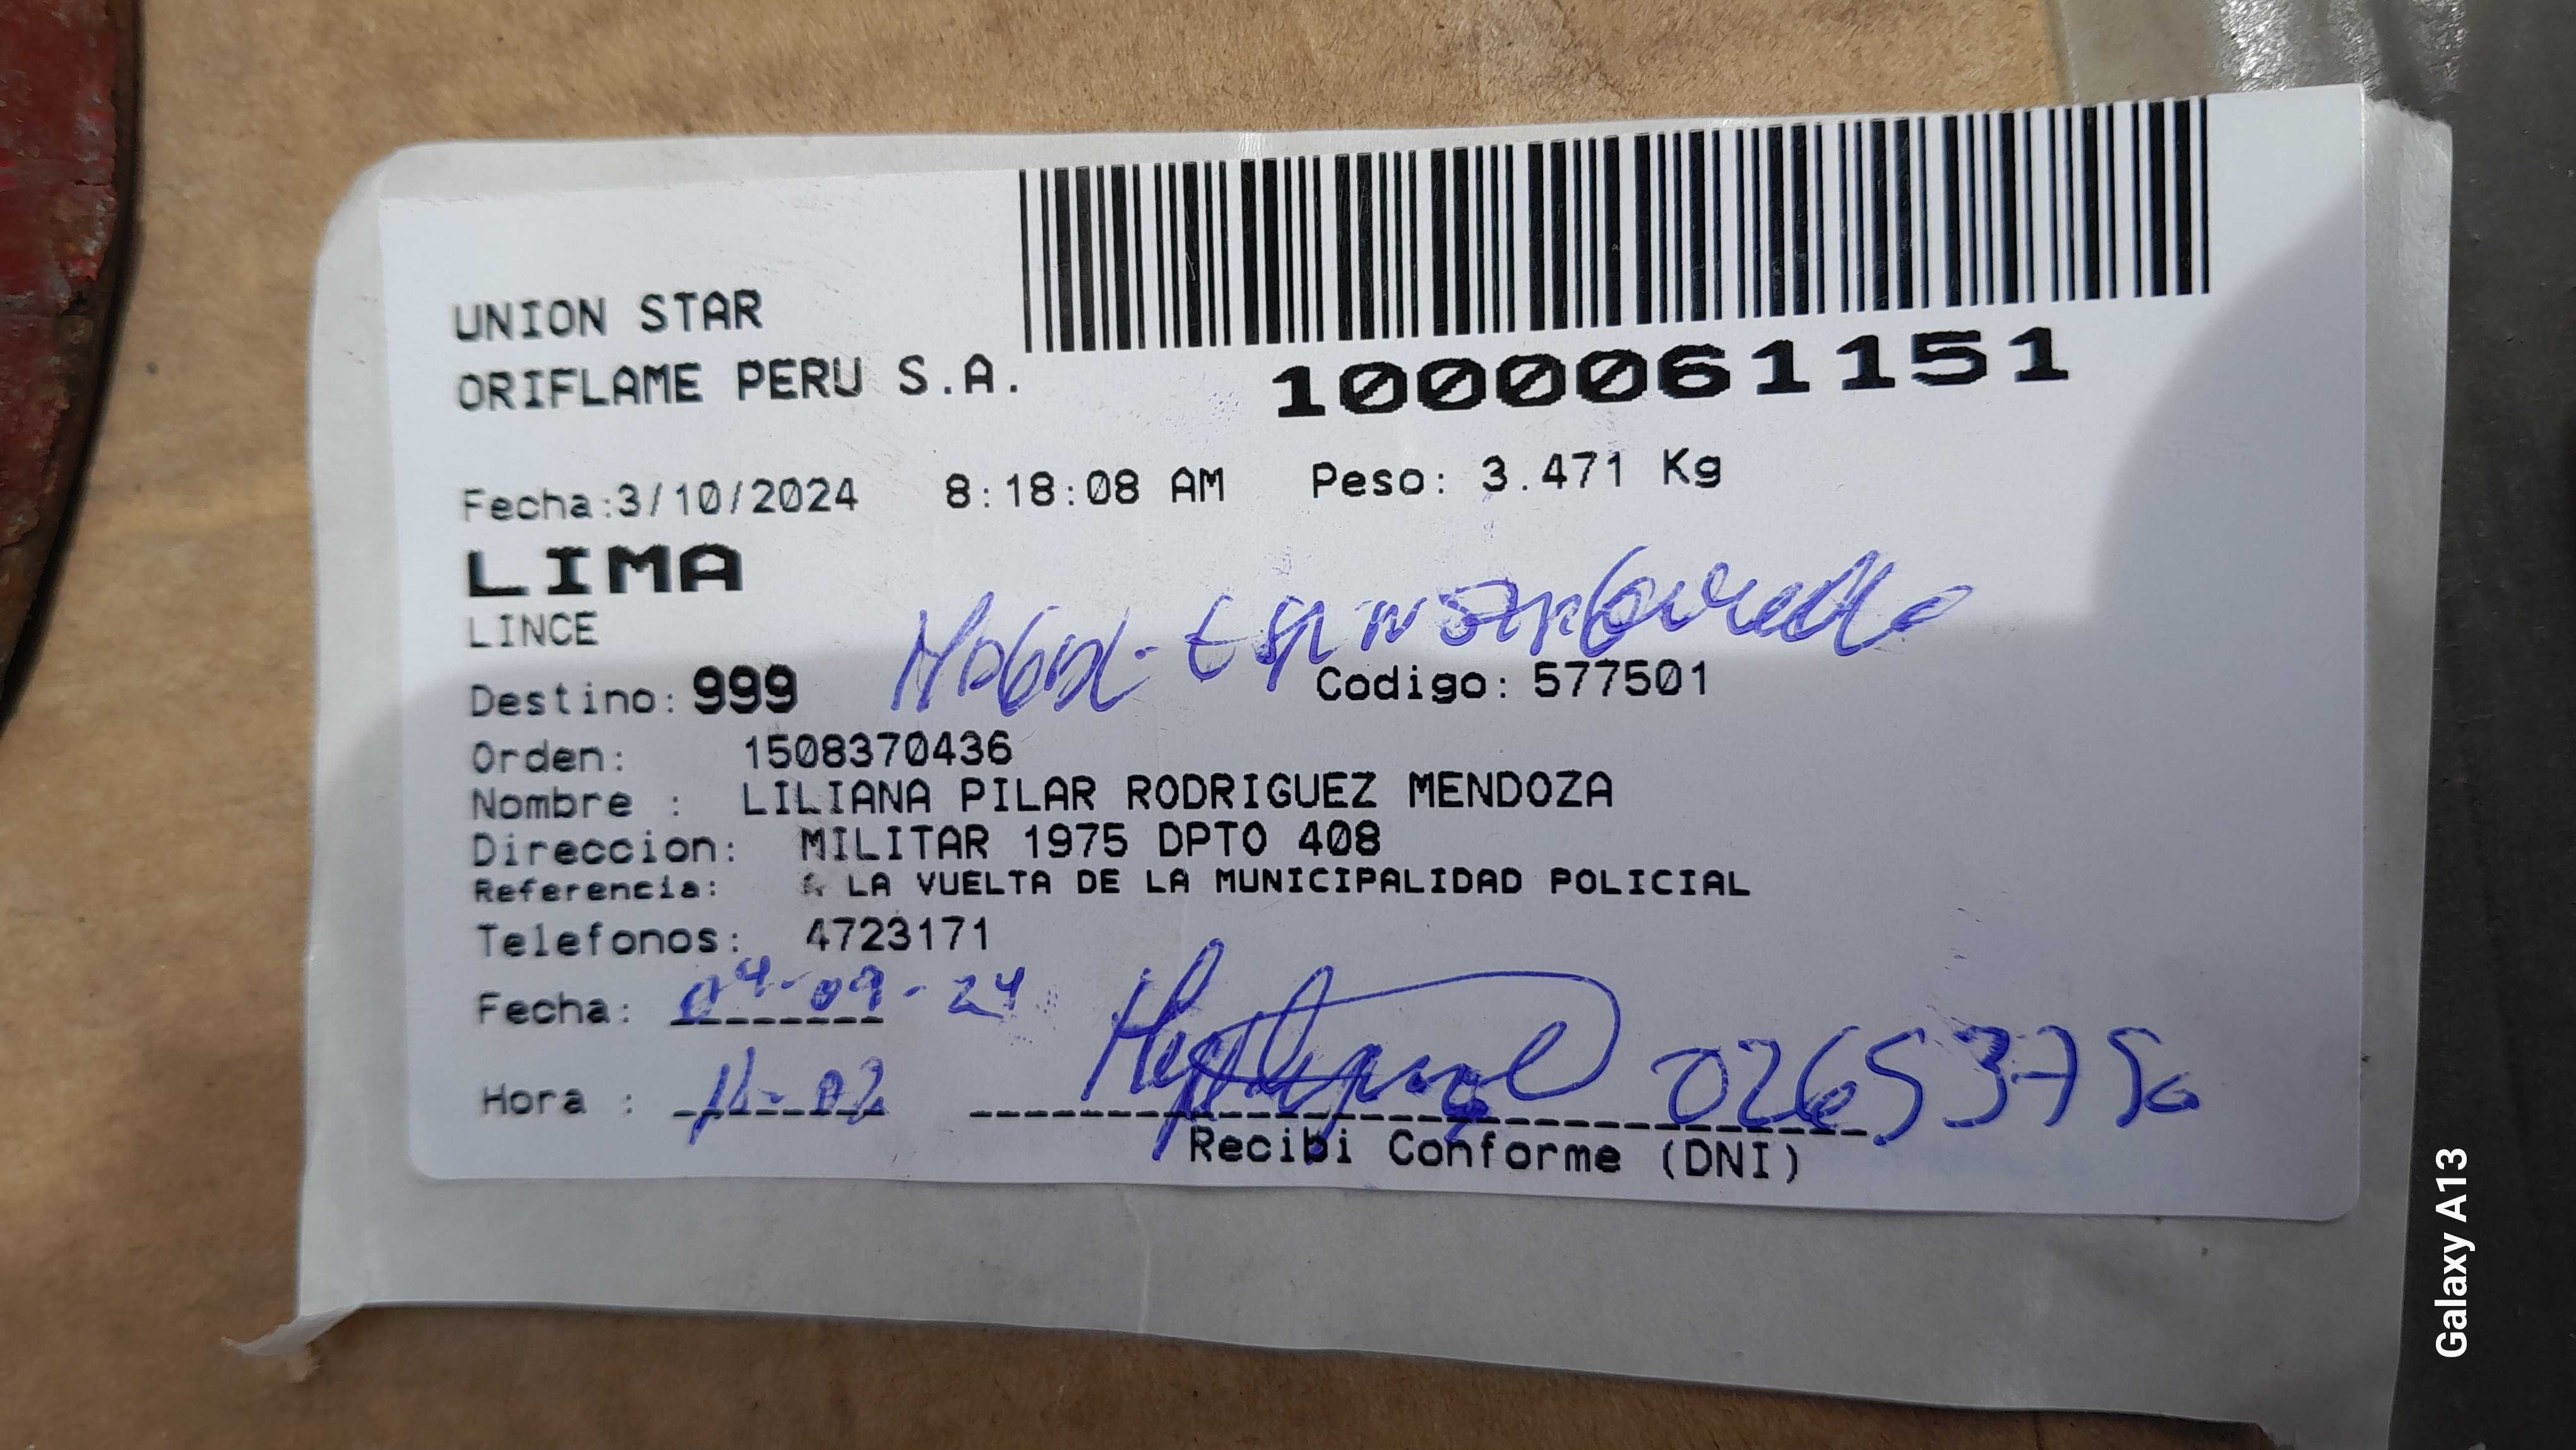 UNION STAR
ORIFLAME PERU S.A.
1000061151
Fecha:3/10/2024 8:18:08 AM Peso: 3.471 Kg
LIMA
LINCE
Destino: 999 Codigo: 577501
Orden: 1508370436
Nombre : LILIANA PILAR RODRIGUEZ MENDOZA
Direccion: MILITAR 1975 DPTO 408
Referencia: LA VUELTA DE LA MUNICIPALIDAD POLICIAL
Telefonos: 4723171
Fecha: 04-09-24
Hora : 11-02
Recibi Conforme (DNI)
Galaxy A13